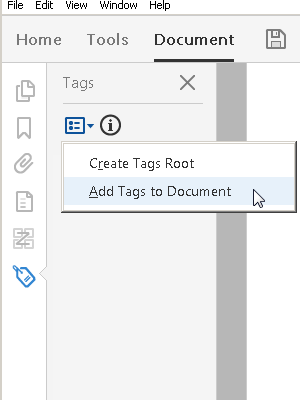 File Edit View Window Help
Home Tools Document
Tags
Create Tags Root
Add Tags to Document